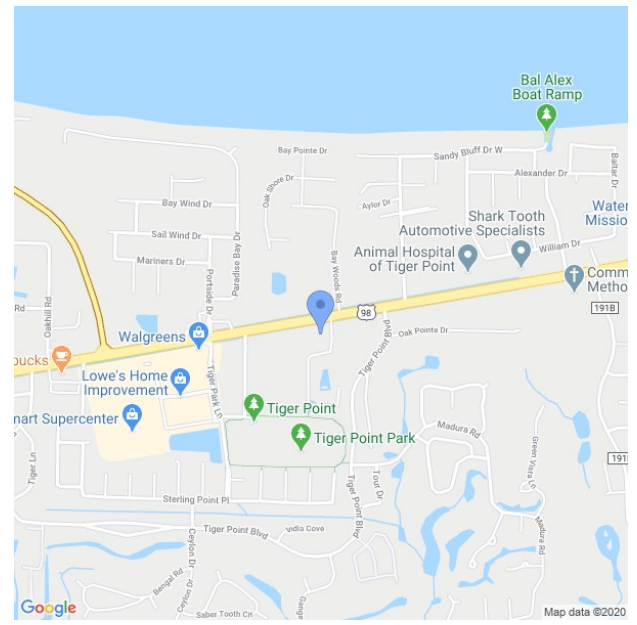 Bal Alex
Boat Ramp
Bay Pointe Dr
Sandy Bluff Dr W
Alexander Dr
Baltar Dr
Oak Shore Dr
Bay Wind Dr
Aylor Dr
Shark Tooth
Automotive Specialists
Water
Mission
Sail Wind Dr
Paradise Bay Dr
Animal Hospital
of Tiger Point
William Dr
Mariners Dr
Portside Dr
Bay Woods Rd
Comm
Metho
Oakhill Rd
Rd
98
191B
Walgreens
Oak Pointe Dr
ucks
Lowe's Home
Improvement
Tiger Park Ln
Tiger Point Blvd
mart Supercenter
Tiger Point
Tiger Point Park
Madura Rd
Green Vista Ln
191B
Tiger Ln
Sterling Point Pl
Tour Dr
Madura Rd
Tiger Point Blvd
India Cove
Tiger Point Blvd
Ceylon Dr
Bengal Rd
Ceylon Dr
Saber Tooth Cir
Google
Map data ©2020